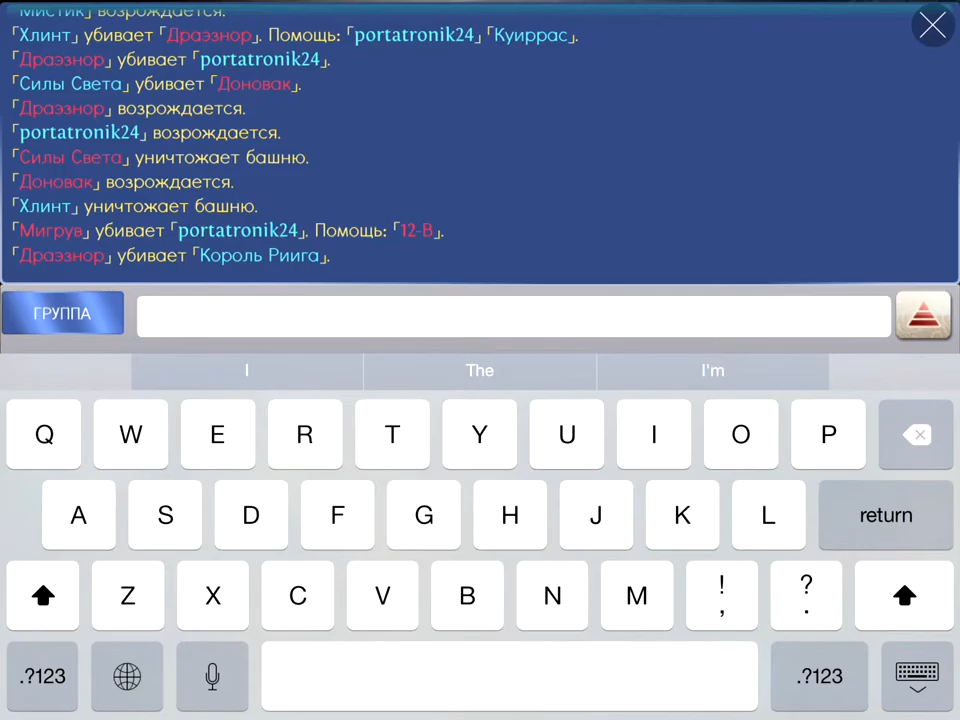 Мистик」 возрождается.
「Хлинт」 убивает 「Драэзнор」. Помощь: 「portatronik24」「Куиррас」.
「Драэзнор」 убивает 「portatronik24」.
「Силы Света」 убивает 「Доновак」.
「Драэзнор」 возрождается.
「portatronik24」 возрождается.
「Силы Света」 уничтожает башню.
「Доновак」 возрождается.
「Хлинт」 уничтожает башню.
「Мигрув」 убивает 「portatronik24」. Помощь: 「12-В」.
「Драэзнор」 убивает 「Король Риига」.
ГРУППА
I The I'm
Q W E R T Y U I O P
A S D F G H J K L return
Z X C V B N M ! , ? .
.?123 .?123